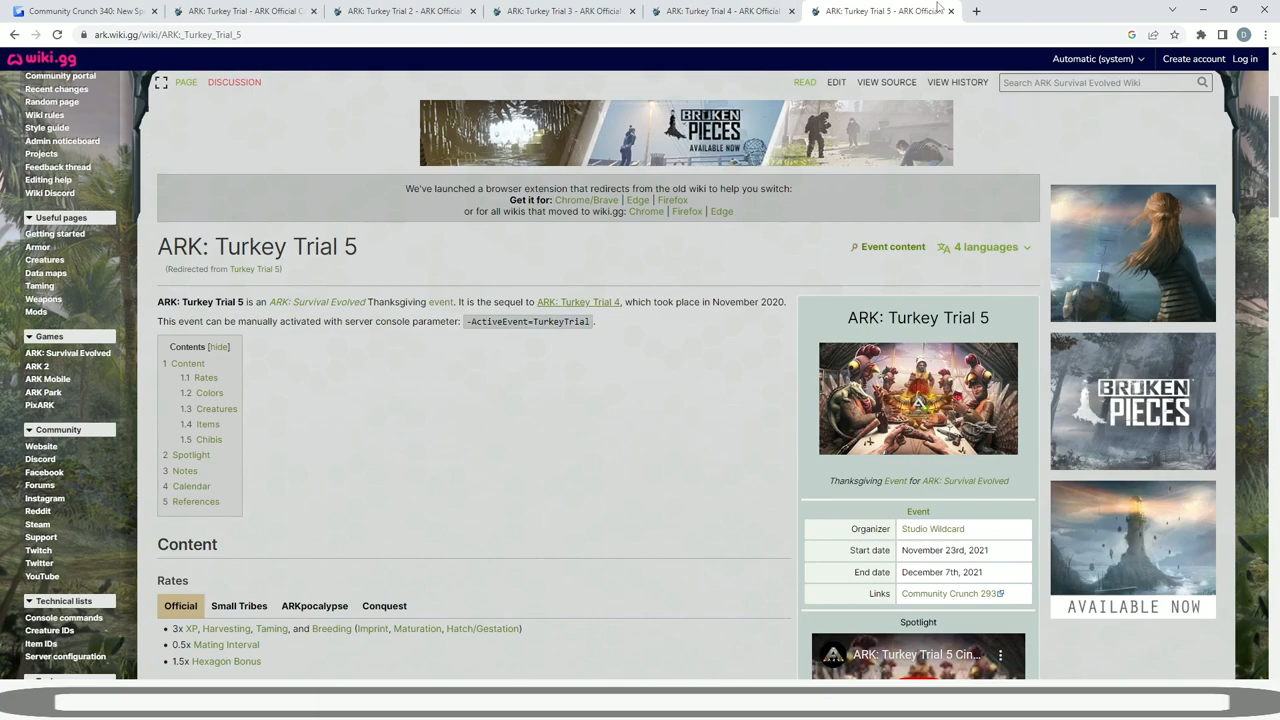 Community Crunch 340: New Sp
ARK: Turkey Trial - ARK Official C
ARK: Turkey Trial 2 - ARK Official
ARK: Turkey Trial 3 - ARK Official
ARK: Turkey Trial 4 - ARK Official
ARK: Turkey Trial 5 - ARK Official
ark.wiki.gg/wiki/ARK:_Turkey_Trial_5
D
wiki.gg
Automatic (system)
Create account
Log in
Community portal
Recent changes
Random page
Wiki rules
Style guide
Admin noticeboard
Projects
Feedback thread
Editing help
Wiki Discord
Useful pages
Getting started
Armor
Creatures
Data maps
Taming
Weapons
Mods
Games
ARK: Survival Evolved
ARK 2
ARK Mobile
ARK Park
PixARK
Community
Website
Discord
Facebook
Forums
Instagram
Reddit
Steam
Support
Twitch
Twitter
YouTube
Technical lists
Console commands
Creature IDs
Item IDs
Server configuration
PAGE
DISCUSSION
READ
EDIT
VIEW SOURCE
VIEW HISTORY
Search ARK Survival Evolved Wiki
BROKEN
PIECES
AVAILABLE NOW
We've launched a browser extension that redirects from the old wiki to help you switch:
Get it for: Chrome/Brave | Edge | Firefox
or for all wikis that moved to wiki.gg: Chrome | Firefox | Edge
ARK: Turkey Trial 5
Event content
4 languages
(Redirected from Turkey Trial 5)
ARK: Turkey Trial 5 is an ARK: Survival Evolved Thanksgiving event. It is the sequel to ARK: Turkey Trial 4, which took place in November 2020.
This event can be manually activated with server console parameter: -ActiveEvent=TurkeyTrial.
Contents [hide]
1 Content
1.1 Rates
1.2 Colors
1.3 Creatures
1.4 Items
1.5 Chibis
2 Spotlight
3 Notes
4 Calendar
5 References
Content
Rates
Official
Small Tribes
ARKpocalypse
Conquest
• 3x XP, Harvesting, Taming, and Breeding (Imprint, Maturation, Hatch/Gestation)
• 0.5x Mating Interval
• 1.5x Hexagon Bonus
ARK: Turkey Trial 5
Thanksgiving Event for ARK: Survival Evolved
Event
Organizer Studio Wildcard
Start date November 23rd, 2021
End date December 7th, 2021
Links Community Crunch 293
Spotlight
ARK: Turkey Trial 5 Cin...
BROKEN
PIECES
AVAILABLE NOW